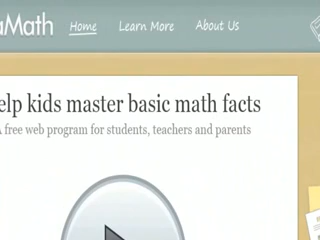 aMath Home Learn More About Us
elp kids master basic math facts
A free web program for students, teachers and parents